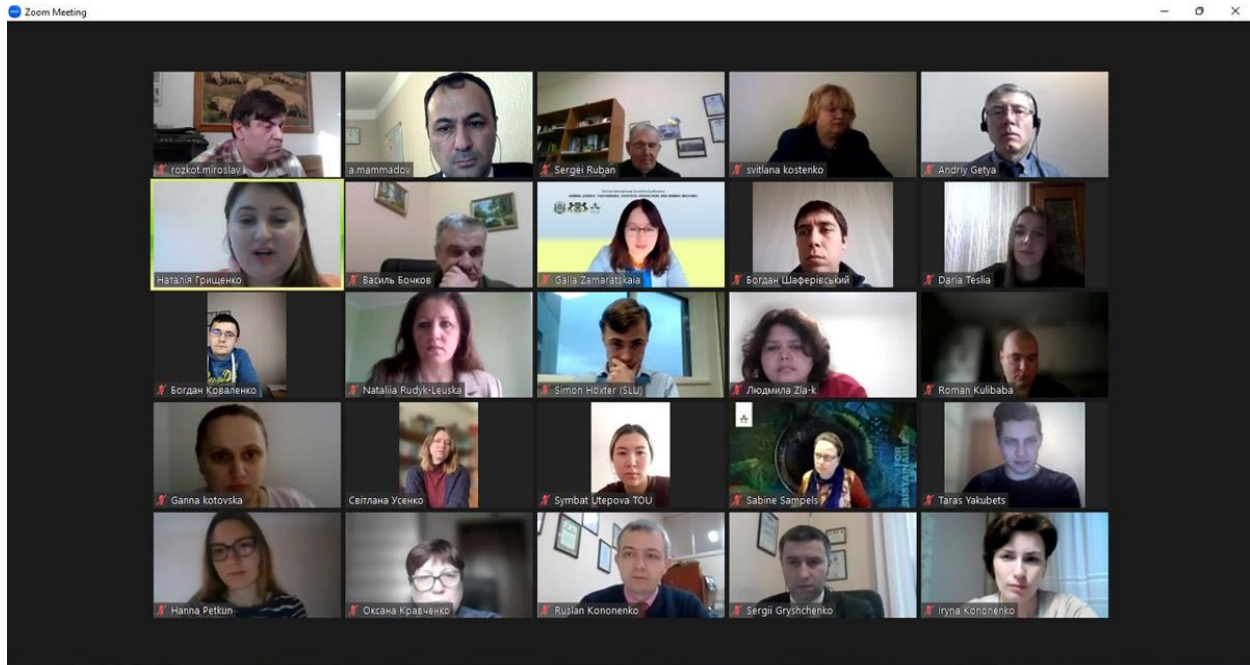 Zoom Meeting
rozkot.miroslav
a.mammadov
Sergei Ruban
svitlana kostenko
Andriy Getya
Наталія Грищенко
Василь Бочков
Galia Zamaratskaia
Богдан Шаферівський
Daria Teslia
Богдан Коваленко
Nataliia Rudyk-Leuska
Simon Höxter (SLU)
Людмила Zla-k
Roman Kulibaba
Ganna kotovska
Світлана Усенко
Symbat Utepova TOU
Sabine Sampels
Taras Yakubets
Hanna Petkun
Оксана Кравченко
Ruslan Kononenko
Sergii Gryshchenko
Iryna Kononenko